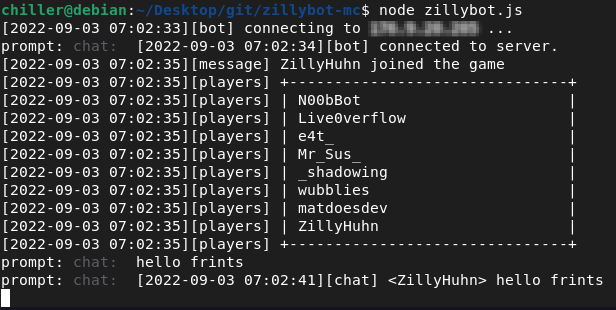 chiller@debian:~/Desktop/git/zillybot-mc$ node zillybot.js
[2022-09-03 07:02:33][bot] connecting to ...
prompt: chat:  [2022-09-03 07:02:34][bot] connected to server.
[2022-09-03 07:02:35][message] ZillyHuhn joined the game
[2022-09-03 07:02:35][players] +-------------------------------+
[2022-09-03 07:02:35][players] | N00bBot                       |
[2022-09-03 07:02:35][players] | Live0verflow                  |
[2022-09-03 07:02:35][players] | e4t_                          |
[2022-09-03 07:02:35][players] | Mr_Sus_                       |
[2022-09-03 07:02:35][players] | _shadowing                    |
[2022-09-03 07:02:35][players] | wubblies                      |
[2022-09-03 07:02:35][players] | matdoesdev                    |
[2022-09-03 07:02:35][players] | ZillyHuhn                     |
[2022-09-03 07:02:35][players] +-------------------------------+
prompt: chat:  hello frints
prompt: chat:  [2022-09-03 07:02:41][chat] <ZillyHuhn> hello frints